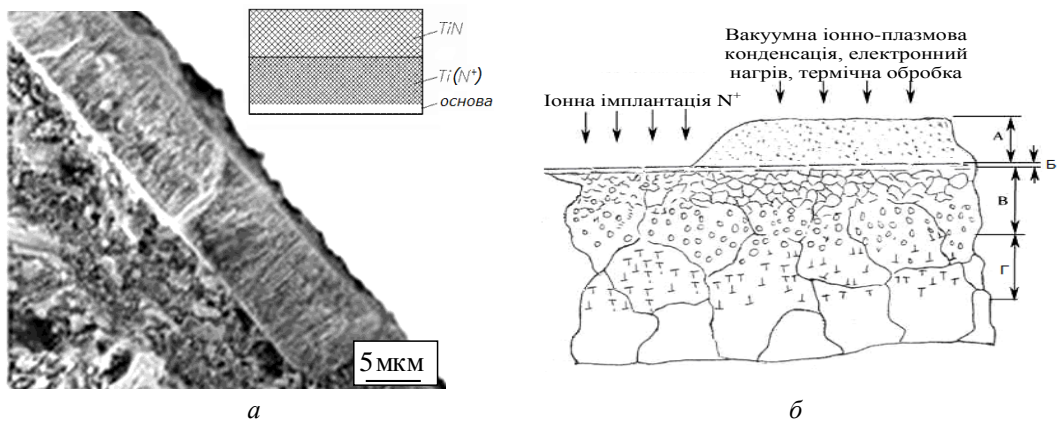 TiN
Ti(N⁺)
основа
5 мкм
а
Вакуумна іонно-плазмова
конденсація, електронний
нагрів, термічна обробка
Іонна імплантація N⁺
А
Б
В
Г
б